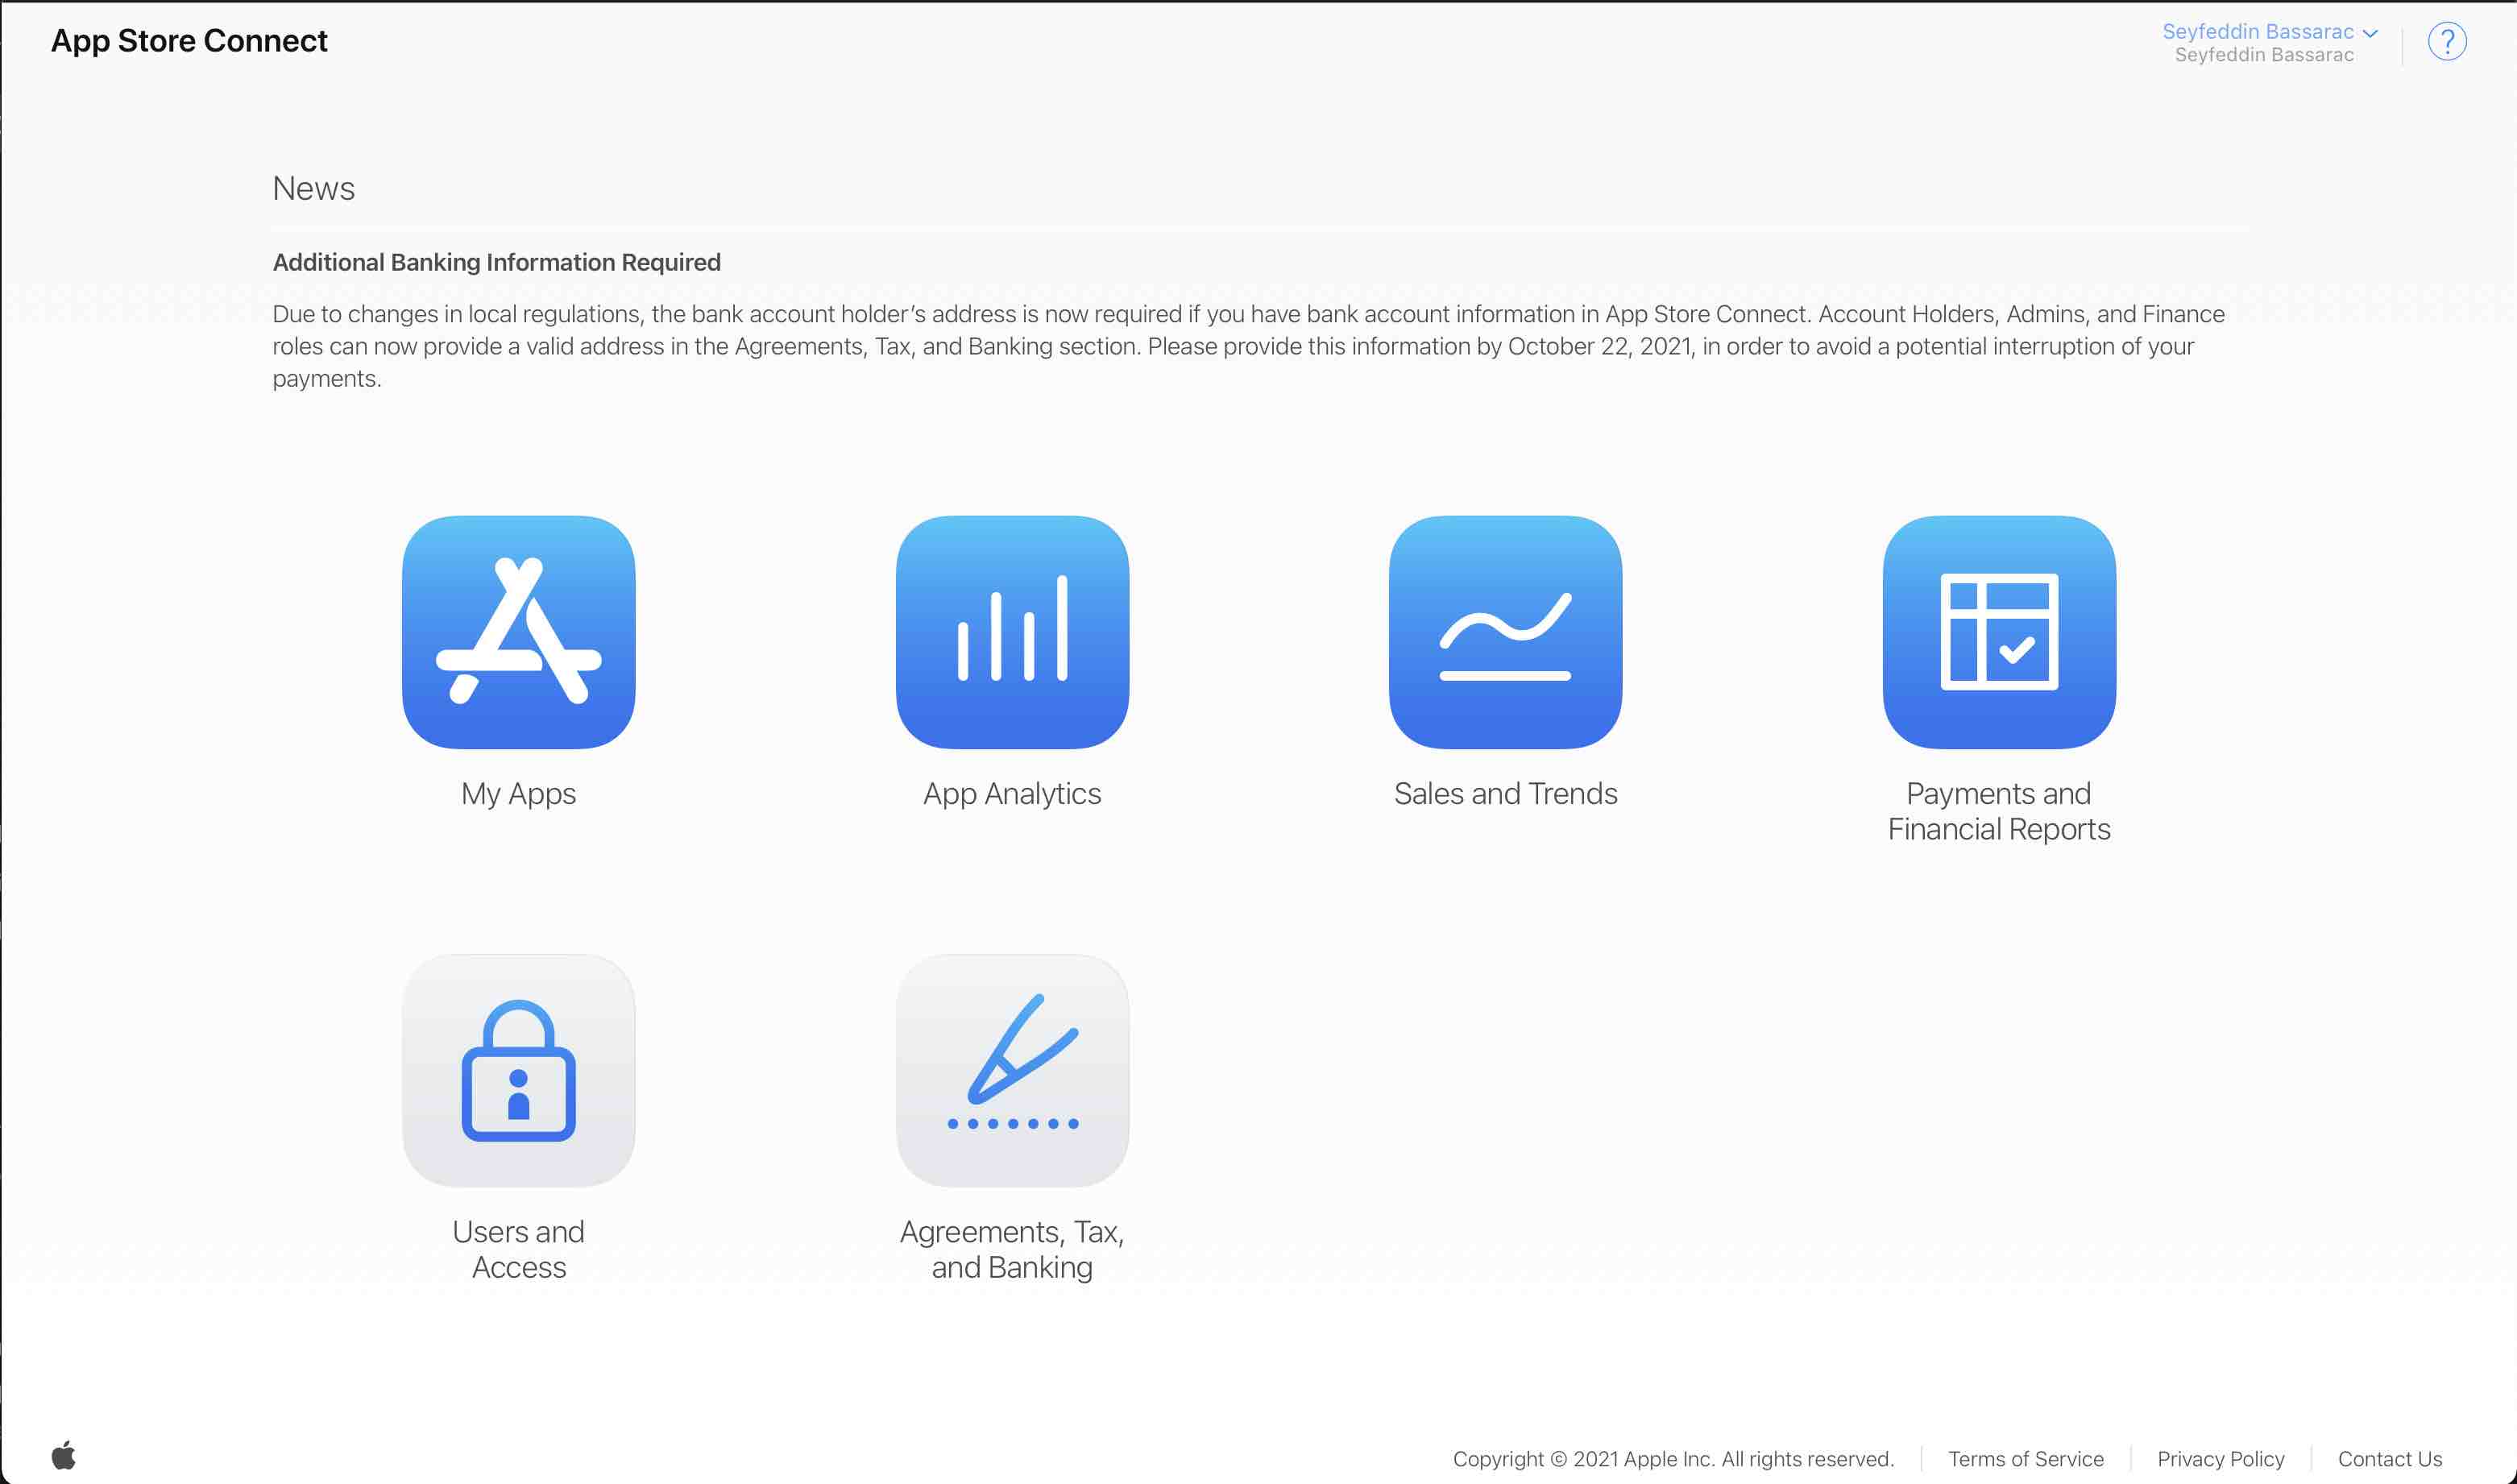 App Store Connect
Seyfeddin Bassarac
Seyfeddin Bassarac
?
News
Additional Banking Information Required
Due to changes in local regulations, the bank account holder’s address is now required if you have bank account information in App Store Connect. Account Holders, Admins, and Finance
roles can now provide a valid address in the Agreements, Tax, and Banking section. Please provide this information by October 22, 2021, in order to avoid a potential interruption of your
payments.
My Apps
App Analytics
Sales and Trends
Payments and
Financial Reports
Users and
Access
Agreements, Tax,
and Banking
Copyright © 2021 Apple Inc. All rights reserved.
Terms of Service
Privacy Policy
Contact Us